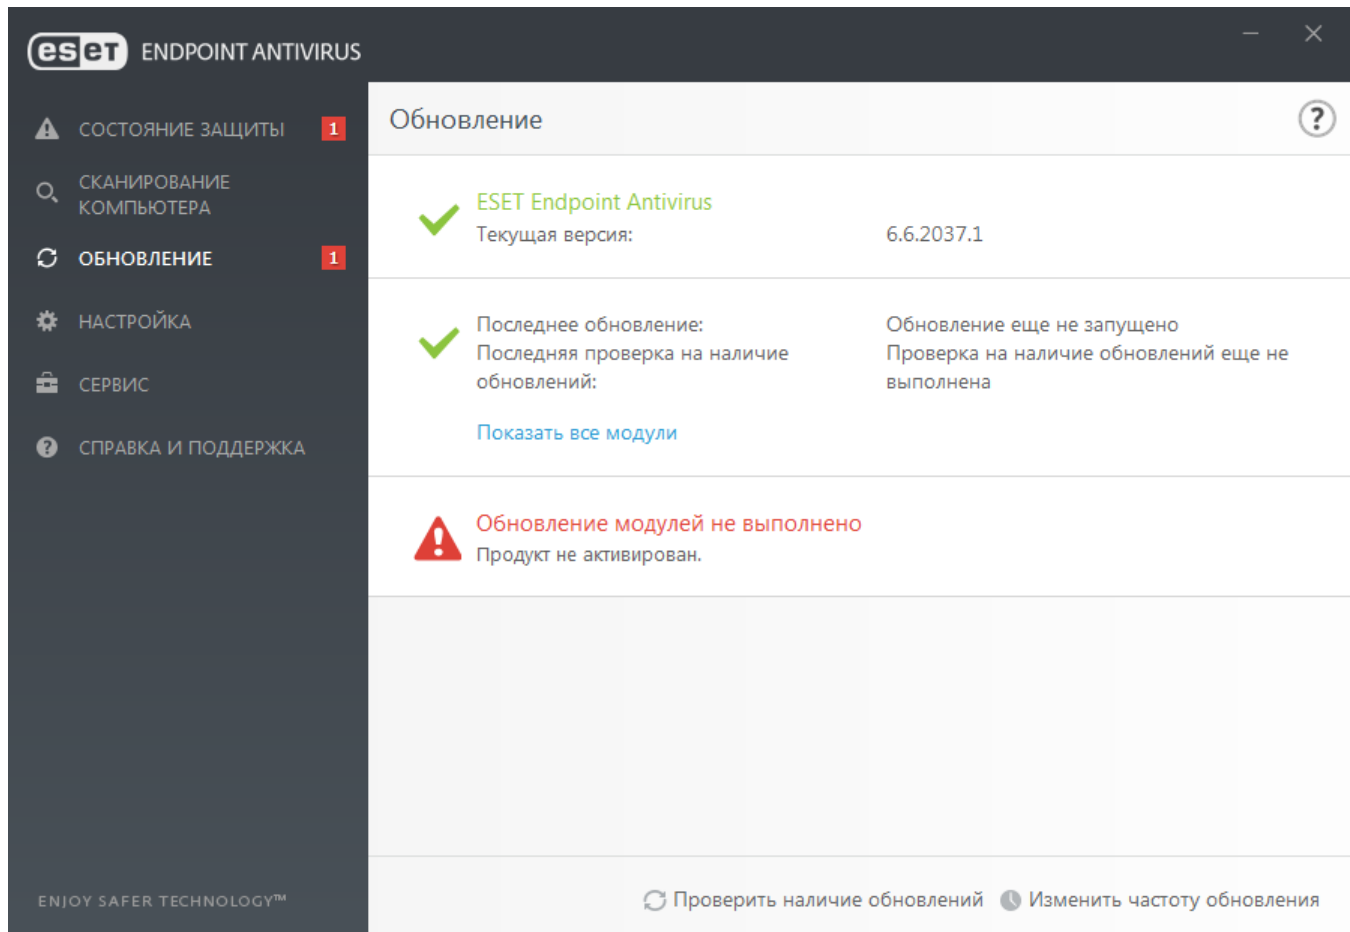 eset ENDPOINT ANTIVIRUS
СОСТОЯНИЕ ЗАЩИТЫ 1
СКАНИРОВАНИЕ
КОМПЬЮТЕРА
ОБНОВЛЕНИЕ 1
НАСТРОЙКА
СЕРВИС
СПРАВКА И ПОДДЕРЖКА
ENJOY SAFER TECHNOLOGY™
Обновление ?
ESET Endpoint Antivirus
Текущая версия: 6.6.2037.1
Последнее обновление: Обновление еще не запущено
Последняя проверка на наличие Проверка на наличие обновлений еще не
обновлений: выполнена
Показать все модули
Обновление модулей не выполнено
Продукт не активирован.
Проверить наличие обновлений Изменить частоту обновления